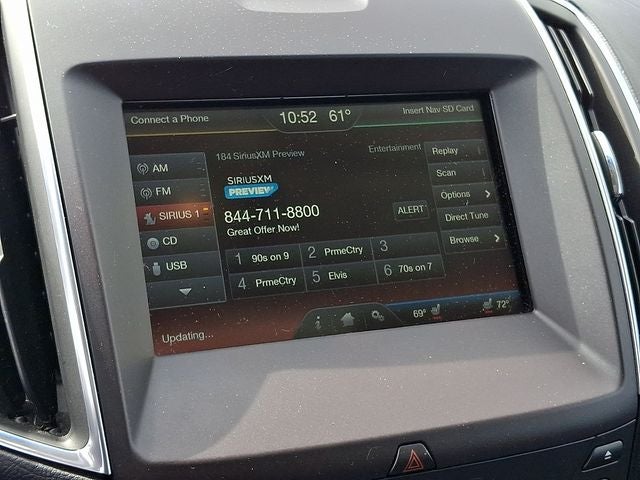 Connect a Phone
10:52 61°
Insert Nav SD Card
184 SiriusXM Preview
Entertainment
AM
FM
SIRIUS 1
CD
USB
SIRIUSXM
PREVIEW
844-711-8800
Great Offer Now!
ALERT
Replay
Scan
Options
Direct Tune
Browse
1 90s on 9
2 PrmeCtry
3
4 PrmeCtry
5 Elvis
6 70s on 7
Updating...
69°
72°